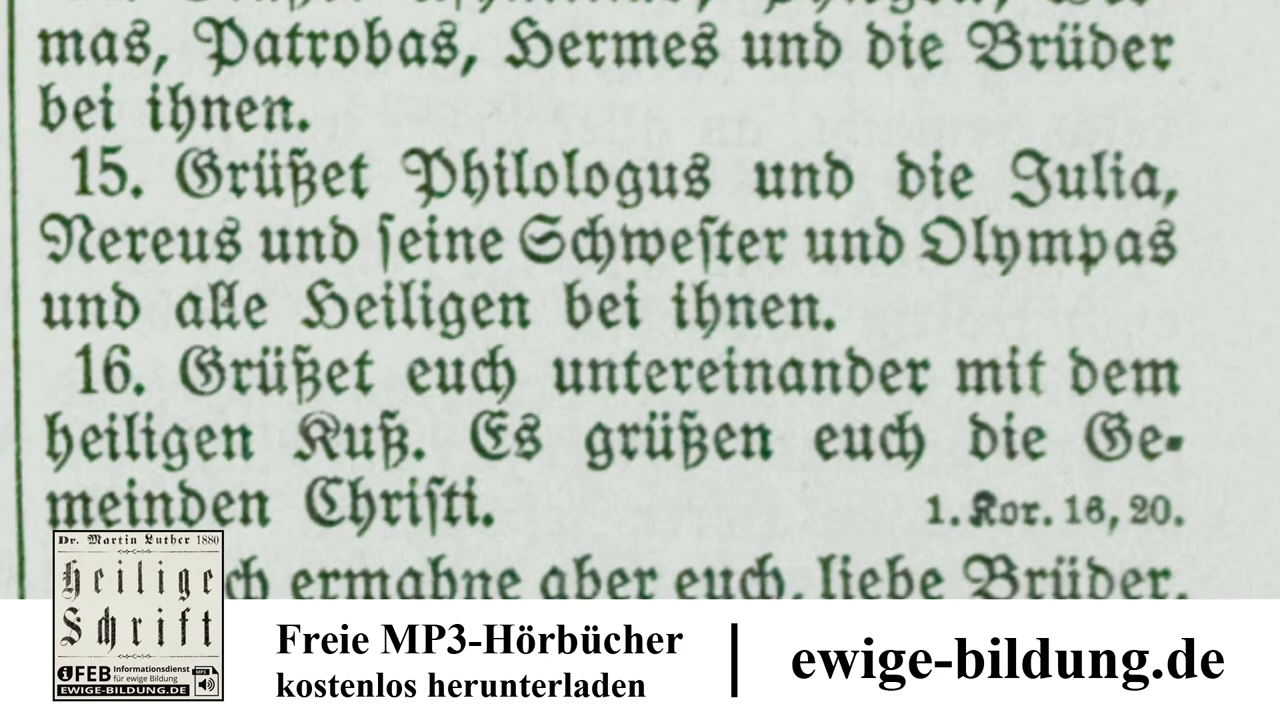 mas, Patrobas, Hermes und die Brüder
bei ihnen.
15. Grüßet Philologus und die Julia,
Nereus und seine Schwester und Olympas
und alle Heiligen bei ihnen.
16. Grüßet euch untereinander mit dem
heiligen Kuß. Es grüßen euch die Ge-
meinden Christi. 1. Kor. 16, 20.
ch ermahne aber euch, liebe Brüder,
Dr. Martin Luther 1880
Heilige
Schrift
iFEB Informationsdienst
für ewige Bildung
MP3
EWIGE-BILDUNG.DE
Freie MP3-Hörbücher
kostenlos herunterladen
ewige-bildung.de